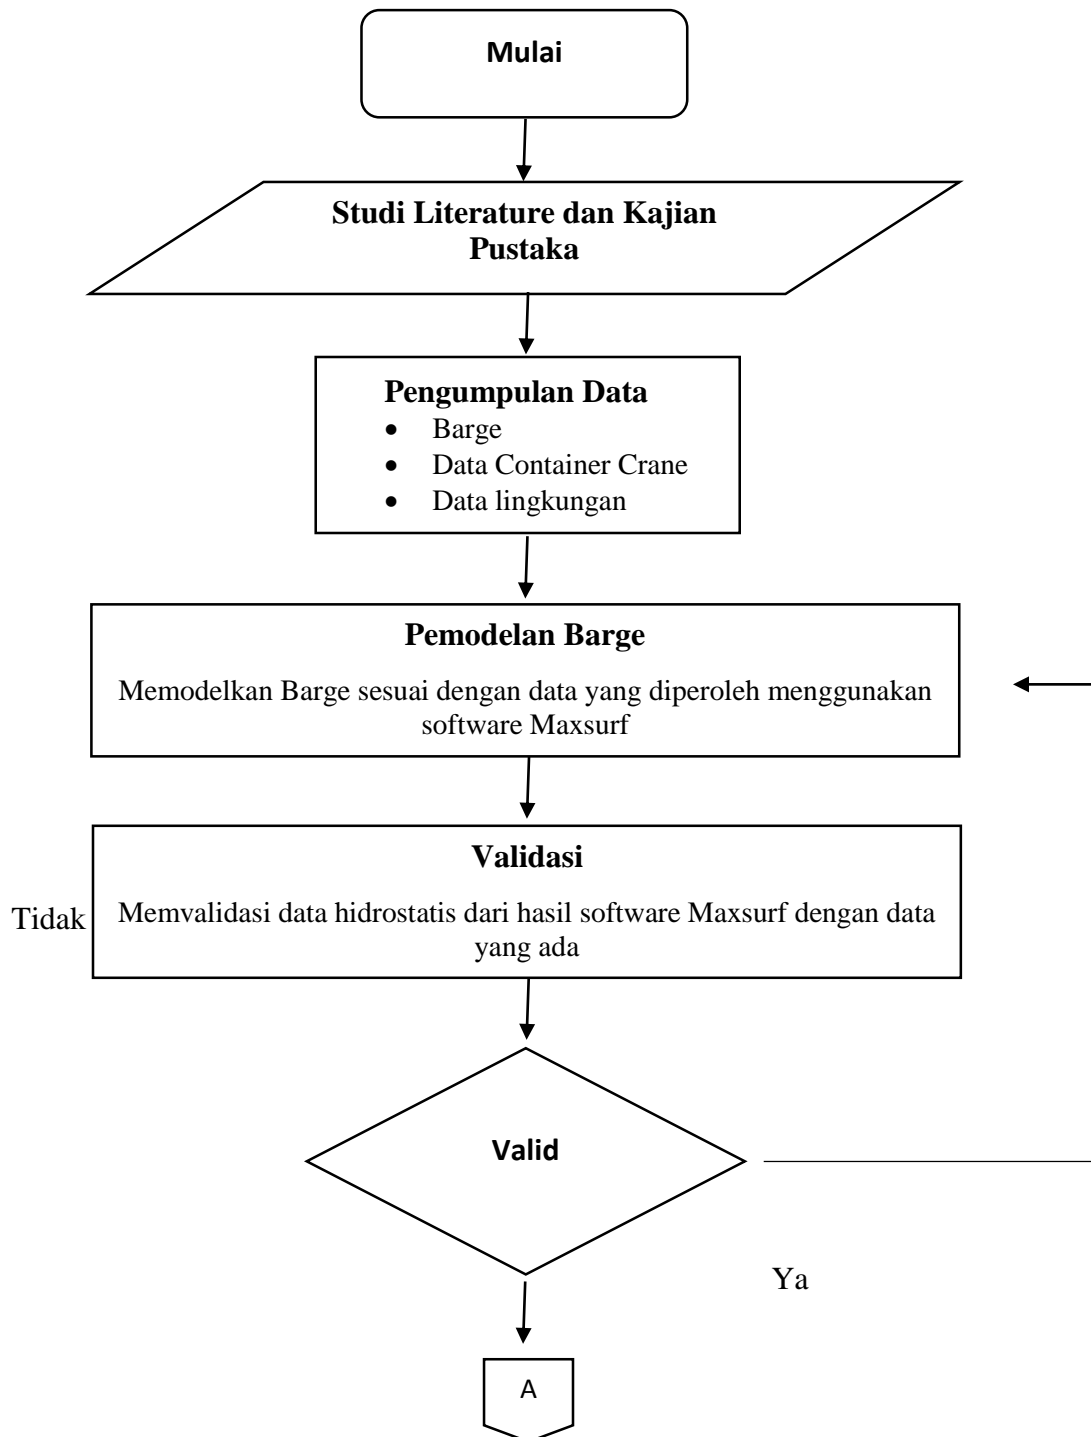 Mulai
Studi Literature dan Kajian
Pustaka
Pengumpulan Data
• Barge
• Data Container Crane
• Data lingkungan
Pemodelan Barge
Memodelkan Barge sesuai dengan data yang diperoleh menggunakan
software Maxsurf
Validasi
Tidak
Memvalidasi data hidrostatis dari hasil software Maxsurf dengan data
yang ada
Valid
Ya
A